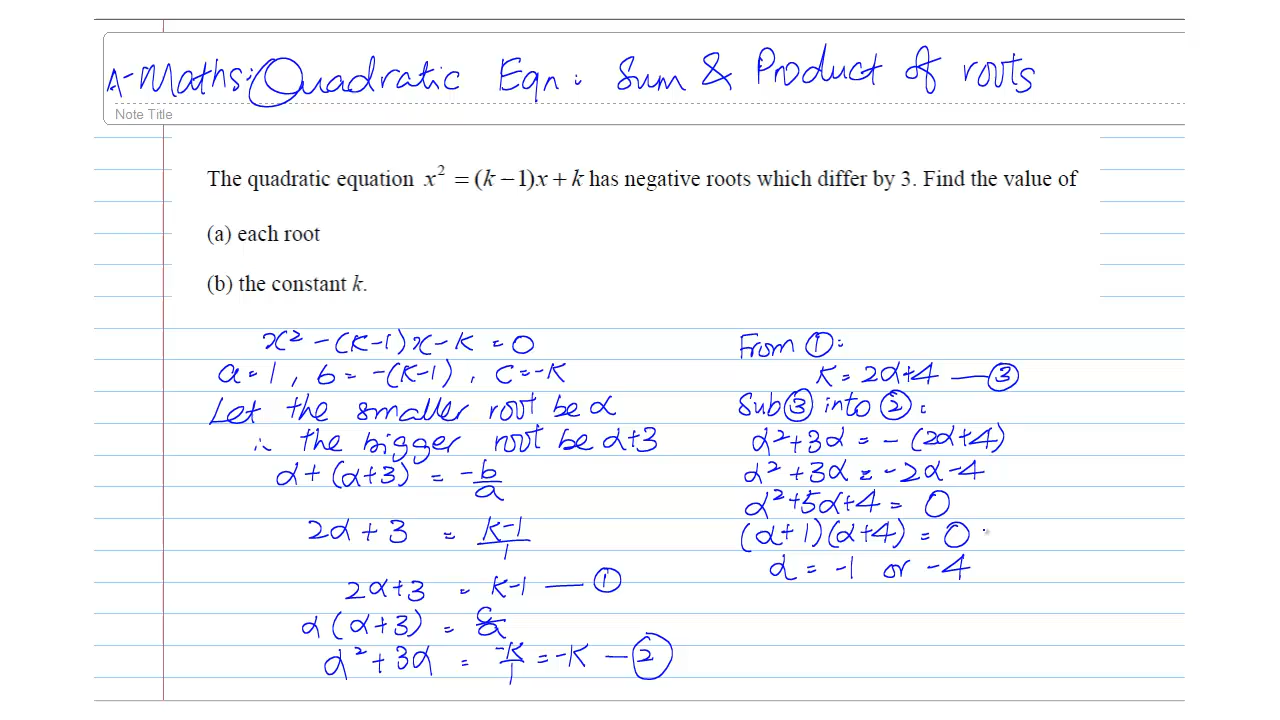 A-Maths: Quadratic Eqn: Sum & Product of roots
Note Title
The quadratic equation x² = (k − 1)x + k has negative roots which differ by 3. Find the value of
(a) each root
(b) the constant k.
x² - (k-1)x - k = 0
a = 1, b = -(k-1), c = -k
Let the smaller root be α
∴ the bigger root be α+3
α + (α+3) = -b/a
2α + 3 = k-1/1
2α+3 = k-1 — ①
α(α+3) = c/a
α² + 3α = -k/1 = -k — ②
From ①:
k = 2α+4 — ③
Sub ③ into ②:
α²+3α = -(2α+4)
α²+3α = -2α-4
α²+5α+4 = 0
(α+1)(α+4) = 0
α = -1 or -4